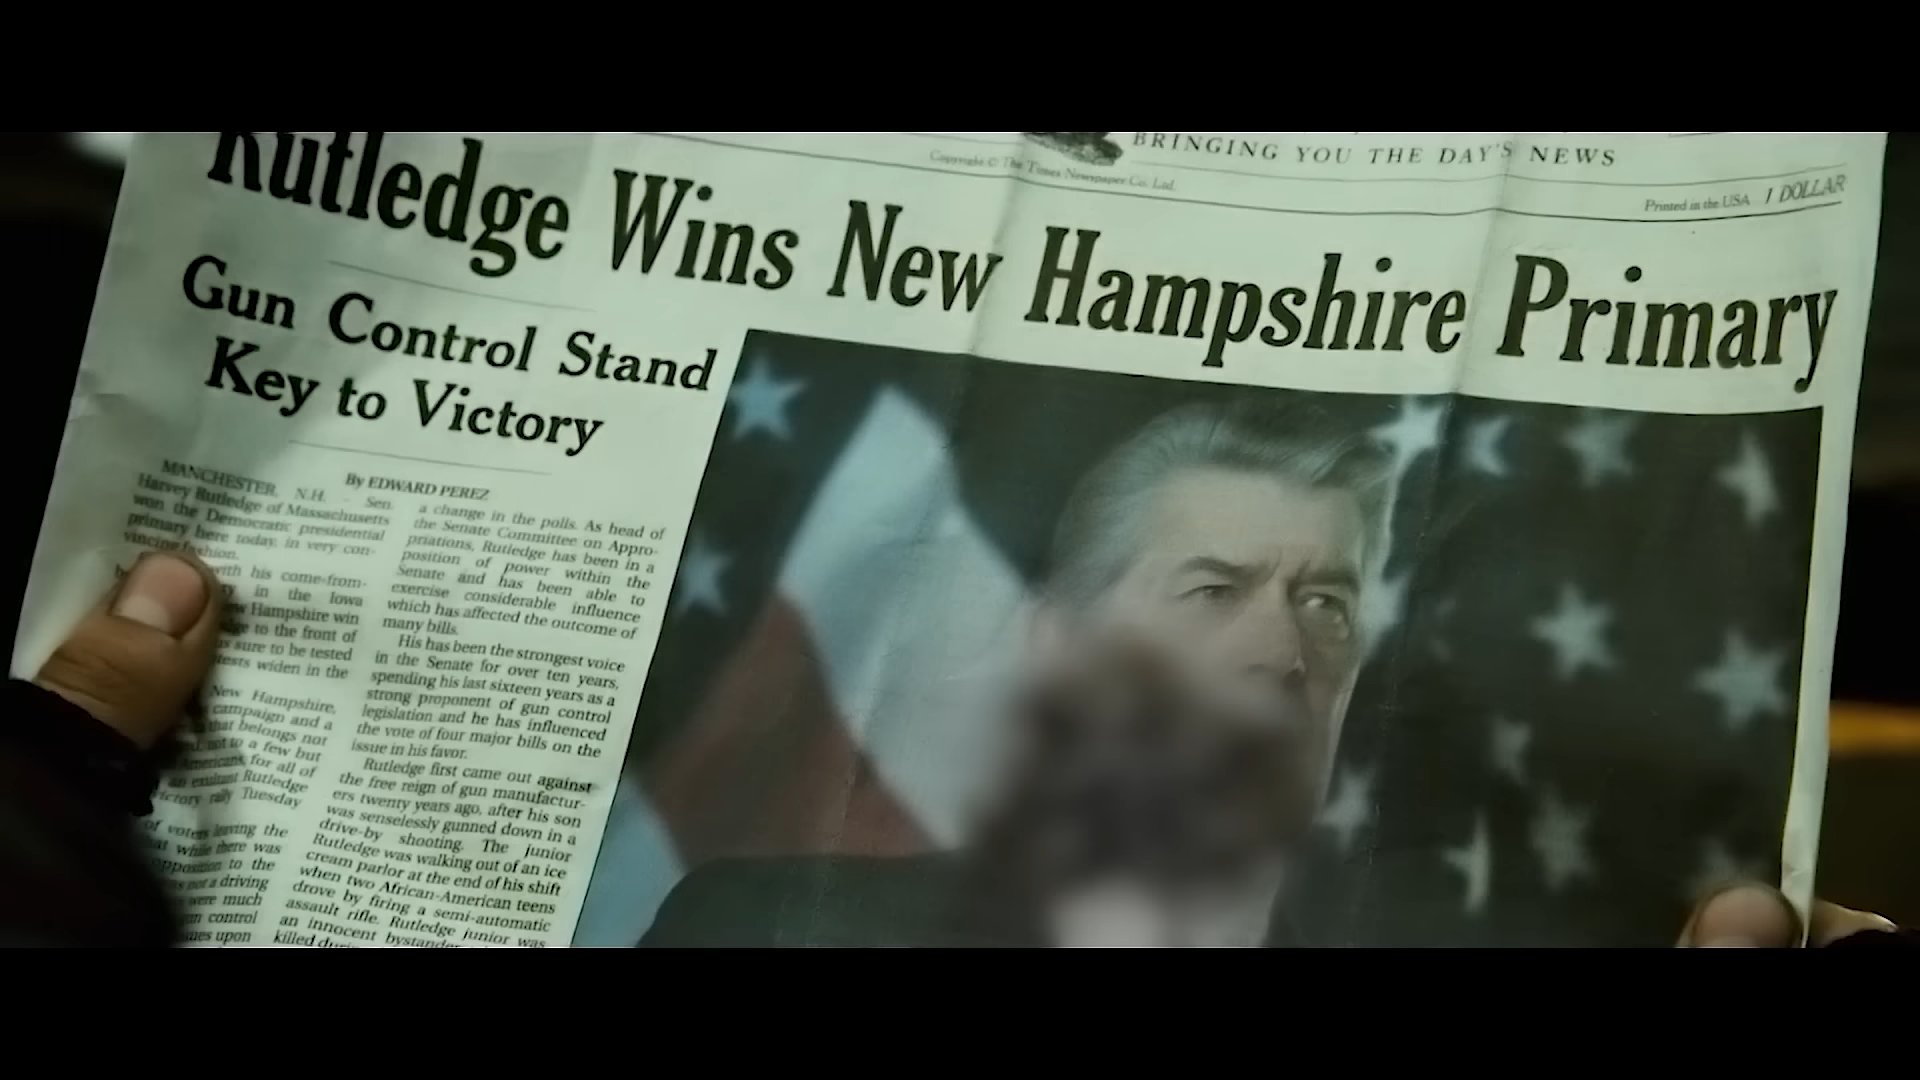 BRINGING YOU THE DAY'S NEWS
Copyright © The Times Newspaper Co. Ltd.
Printed in the USA 1 DOLLAR
Rutledge Wins New Hampshire Primary
Gun Control Stand
Key to Victory
By EDWARD PEREZ
MANCHESTER, N.H. – Sen.
Harvey Rutledge of Massachusetts
won the Democratic presidential
primary here today, in very con-
vincing fashion.
with his come-from-
in the Iowa
Hampshire win
to the front of
sure to be tested
widen in the
New Hampshire,
campaign and a
that belongs not
not to a few but
Americans, for all of
an exultant Rutledge
victory rally Tuesday
of voters leaving the
while there was
opposition to the
not a driving
were much
control
upon
a change in the polls. As head of
the Senate Committee on Appro-
priations, Rutledge has been in a
position of power within the
Senate and has been able to
exercise considerable influence
which has affected the outcome of
many bills.
His has been the strongest voice
in the Senate for over ten years,
spending his last sixteen years as a
strong proponent of gun control
legislation and he has influenced
the vote of four major bills on the
issue in his favor.
Rutledge first came out against
the free reign of gun manufactur-
ers twenty years ago, after his son
was senselessly gunned down in a
drive-by shooting. The junior
Rutledge was walking out of an ice
cream parlor at the end of his shift
when two African-American teens
drove by firing a semi-automatic
assault rifle. Rutledge junior was
an innocent bystander
killed